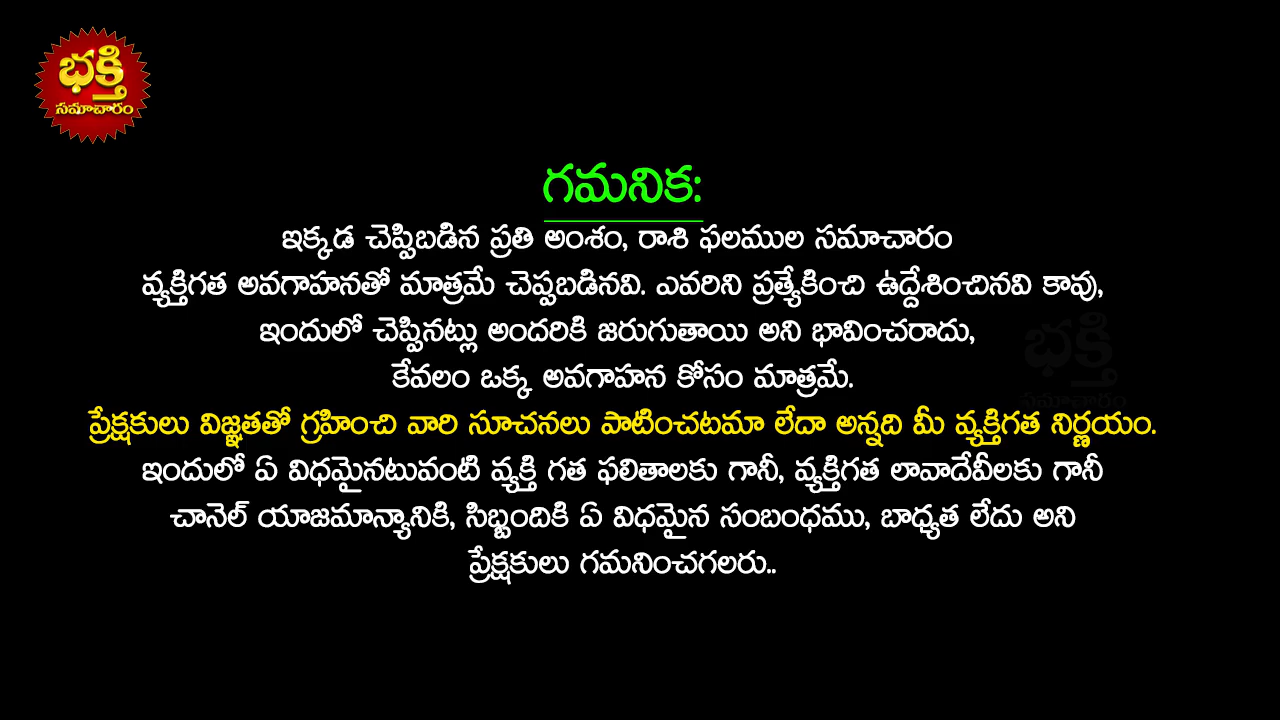 భక్తి
సమాచారం
గమనిక:
ఇక్కడ చెప్పిబడిన ప్రతి అంశం, రాశి ఫలముల సమాచారం
వ్యక్తిగత అవగాహనతో మాత్రమే చెప్పబడినవి. ఎవరిని ప్రత్యేకించి ఉద్దేశించినవి కావు,
ఇందులో చెప్పినట్లు అందరికి జరుగుతాయి అని భావించరాదు,
కేవలం ఒక్క అవగాహన కోసం మాత్రమే.
ప్రేక్షకులు విజ్ఞతతో గ్రహించి వారి సూచనలు పాటించటమా లేదా అన్నది మీ వ్యక్తిగత నిర్ణయం.
ఇందులో ఏ విధమైనటువంటి వ్యక్తి గత ఫలితాలకు గానీ, వ్యక్తిగత లావాదేవీలకు గానీ
చానెల్ యాజమాన్యానికి, సిబ్బందికి ఏ విధమైన సంబంధము, బాధ్యత లేదు అని
ప్రేక్షకులు గమనించగలరు..
భక్తి
సమాచారం